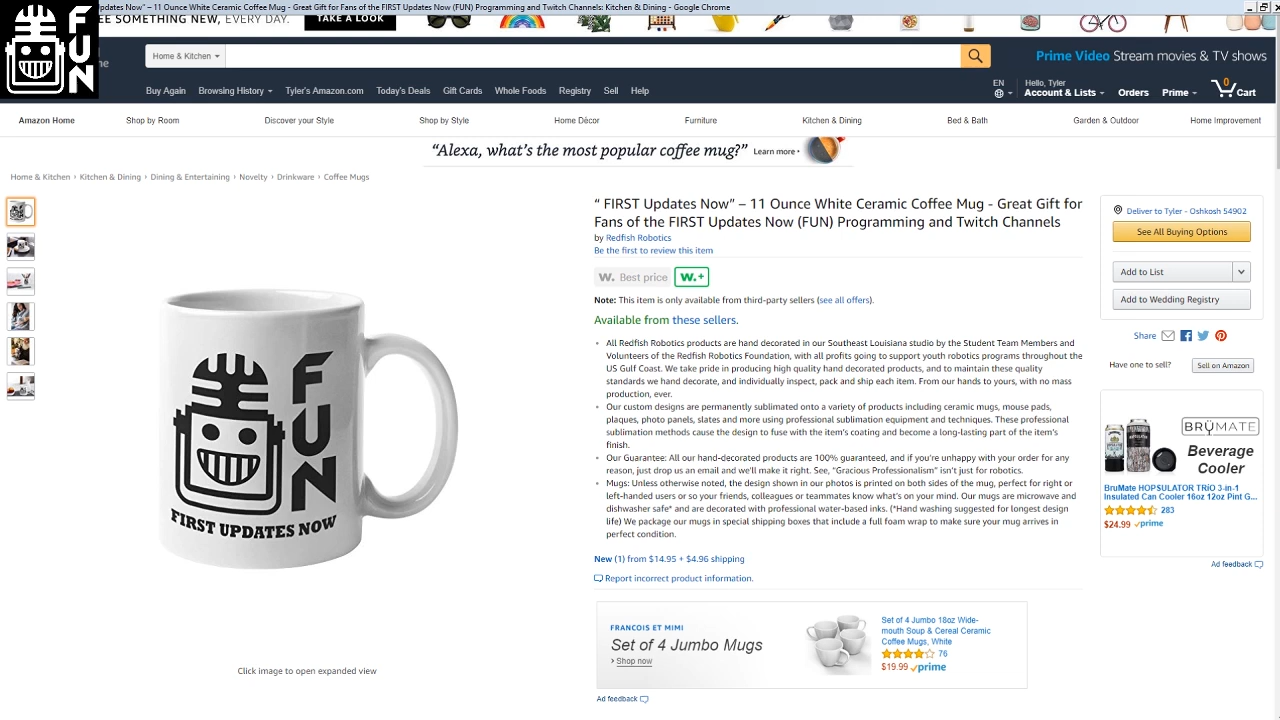 pdates Now” – 11 Ounce White Ceramic Coffee Mug - Great Gift for Fans of the FIRST Updates Now (FUN) Programming and Twitch Channels: Kitchen & Dining - Google Chrome
FUN
SOMETHING NEW, EVERY DAY.
TAKE A LOOK
Home & Kitchen
Prime Video Stream movies & TV shows
Buy Again
Browsing History
Tyler's Amazon.com
Today's Deals
Gift Cards
Whole Foods
Registry
Sell
Help
EN
Hello, Tyler
Account & Lists
Orders
Prime
0
Cart
Amazon Home
Shop by Room
Discover your Style
Shop by Style
Home Décor
Furniture
Kitchen & Dining
Bed & Bath
Garden & Outdoor
Home Improvement
“Alexa, what’s the most popular coffee mug?” Learn more ›
Home & Kitchen › Kitchen & Dining › Dining & Entertaining › Novelty › Drinkware › Coffee Mugs
FUN
FIRST UPDATES NOW
Click image to open expanded view
“ FIRST Updates Now” – 11 Ounce White Ceramic Coffee Mug - Great Gift for
Fans of the FIRST Updates Now (FUN) Programming and Twitch Channels
by Redfish Robotics
Be the first to review this item
W. Best price
W.+
Note: This item is only available from third-party sellers (see all offers).
Available from these sellers.
• All Redfish Robotics products are hand decorated in our Southeast Louisiana studio by the Student Team Members and
Volunteers of the Redfish Robotics Foundation, with all profits going to support youth robotics programs throughout the
US Gulf Coast. We take pride in producing high quality hand decorated products, and to maintain these quality
standards we hand decorate, and individually inspect, pack and ship each item. From our hands to yours, with no mass
production, ever.
• Our custom designs are permanently sublimated onto a variety of products including ceramic mugs, mouse pads,
plaques, photo panels, slates and more using professional sublimation equipment and techniques. These professional
sublimation methods cause the design to fuse with the item’s coating and become a long-lasting part of the item’s
finish.
• Our Guarantee: All our hand-decorated products are 100% guaranteed, and if you’re unhappy with your order for any
reason, just drop us an email and we’ll make it right. See, “Gracious Professionalism” isn’t just for robotics.
• Mugs: Unless otherwise noted, the design shown in our photos is printed on both sides of the mug, perfect for right or
left-handed users or so your friends, colleagues or teammates know what’s on your mind. Our mugs are microwave and
dishwasher safe* and are decorated with professional water-based inks. (*Hand washing suggested for longest design
life) We package our mugs in special shipping boxes that include a full foam wrap to make sure your mug arrives in
perfect condition.
New (1) from $14.95 + $4.96 shipping
Report incorrect product information.
FRANCOIS ET MIMI
Set of 4 Jumbo Mugs
› Shop now
Set of 4 Jumbo 18oz Wide-
mouth Soup & Cereal Ceramic
Coffee Mugs, White
76
$19.99 prime
Ad feedback
Deliver to Tyler - Oshkosh 54902
See All Buying Options
Add to List
Add to Wedding Registry
Share
Have one to sell?
Sell on Amazon
BRÜMATE
Beverage
Cooler
BruMate HOPSULATOR TRíO 3-in-1
Insulated Can Cooler 16oz 12oz Pint G...
283
$24.99 prime
Ad feedback